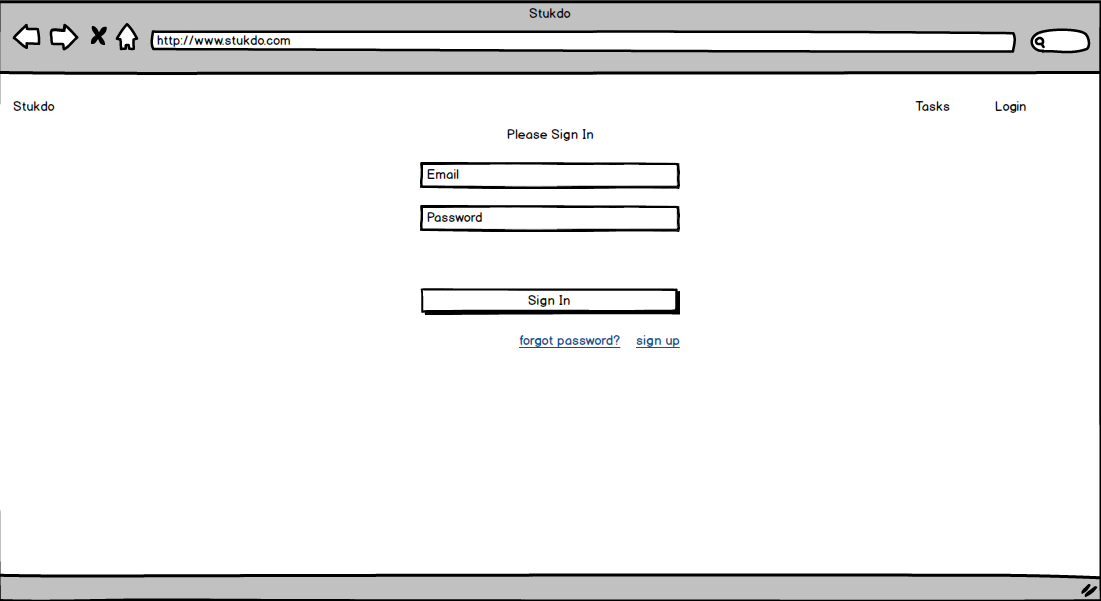 Stukdo
http://www.stukdo.com
Stukdo Tasks Login
Please Sign In
Email
Password
Sign In
forgot password? sign up